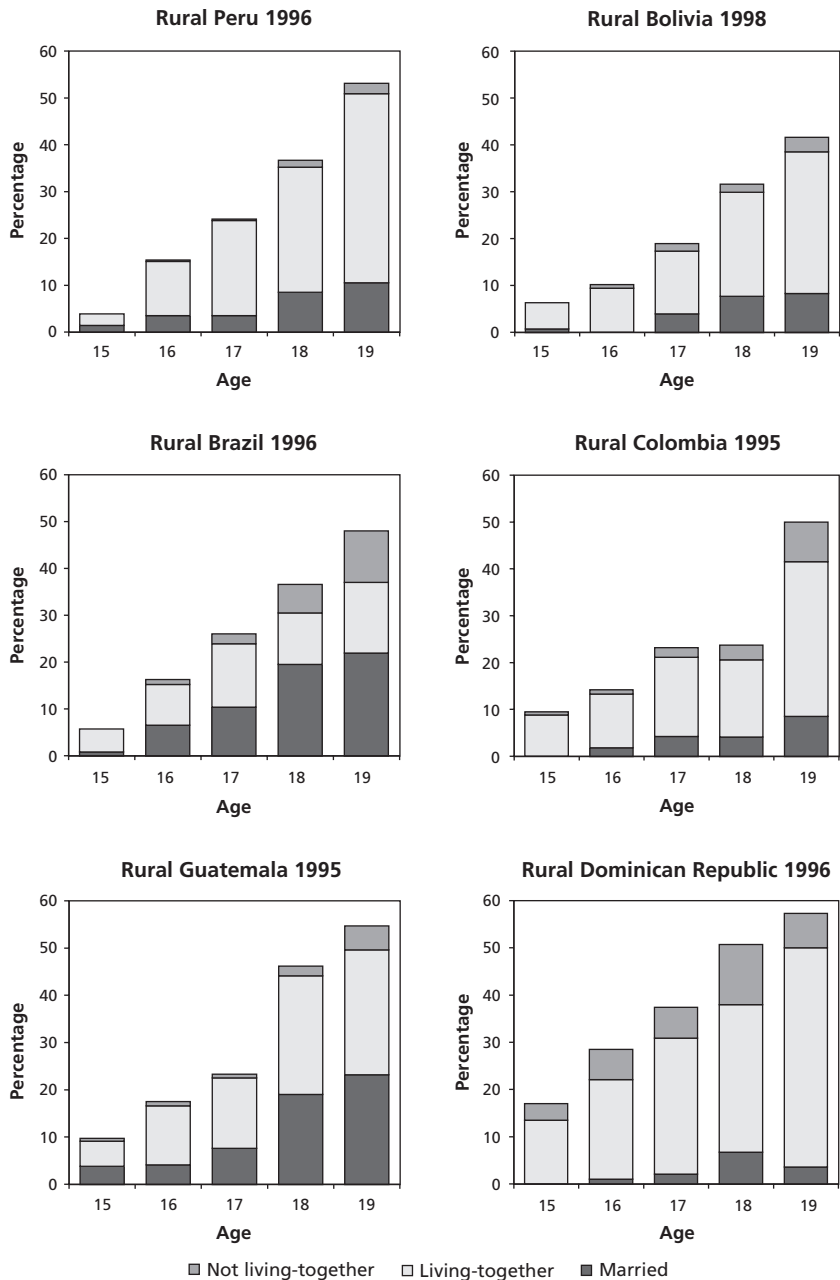 Rural Peru 1996
60
50
40
30
20
10
0
Percentage
15 16 17 18 19
Age
Rural Bolivia 1998
60
50
40
30
20
10
0
Percentage
15 16 17 18 19
Age
Rural Brazil 1996
60
50
40
30
20
10
0
Percentage
15 16 17 18 19
Age
Rural Colombia 1995
60
50
40
30
20
10
0
Percentage
15 16 17 18 19
Age
Rural Guatemala 1995
60
50
40
30
20
10
0
Percentage
15 16 17 18 19
Age
Rural Dominican Republic 1996
60
50
40
30
20
10
0
Percentage
15 16 17 18 19
Age
Not living-together Living-together Married